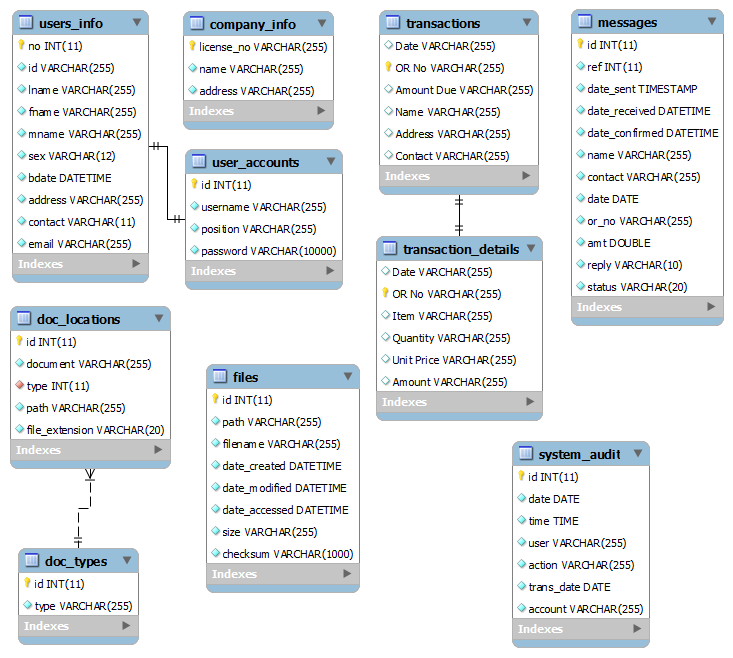 users_info
no INT(11)
id VARCHAR(255)
lname VARCHAR(255)
fname VARCHAR(255)
mname VARCHAR(255)
sex VARCHAR(12)
bdate DATETIME
address VARCHAR(255)
contact VARCHAR(11)
email VARCHAR(255)
Indexes
company_info
license_no VARCHAR(255)
name VARCHAR(255)
address VARCHAR(255)
Indexes
user_accounts
id INT(11)
username VARCHAR(255)
position VARCHAR(255)
password VARCHAR(10000)
Indexes
transactions
Date VARCHAR(255)
OR No VARCHAR(255)
Amount Due VARCHAR(255)
Name VARCHAR(255)
Address VARCHAR(255)
Contact VARCHAR(255)
Indexes
transaction_details
Date VARCHAR(255)
OR No VARCHAR(255)
Item VARCHAR(255)
Quantity VARCHAR(255)
Unit Price VARCHAR(255)
Amount VARCHAR(255)
Indexes
messages
id INT(11)
ref INT(11)
date_sent TIMESTAMP
date_received DATETIME
date_confirmed DATETIME
name VARCHAR(255)
contact VARCHAR(255)
date DATE
or_no VARCHAR(255)
amt DOUBLE
reply VARCHAR(10)
status VARCHAR(20)
Indexes
doc_locations
id INT(11)
document VARCHAR(255)
type INT(11)
path VARCHAR(255)
file_extension VARCHAR(20)
Indexes
doc_types
id INT(11)
type VARCHAR(255)
Indexes
files
id INT(11)
path VARCHAR(255)
filename VARCHAR(255)
date_created DATETIME
date_modified DATETIME
date_accessed DATETIME
size VARCHAR(255)
checksum VARCHAR(1000)
Indexes
system_audit
id INT(11)
date DATE
time TIME
user VARCHAR(255)
action VARCHAR(255)
trans_date DATE
account VARCHAR(255)
Indexes